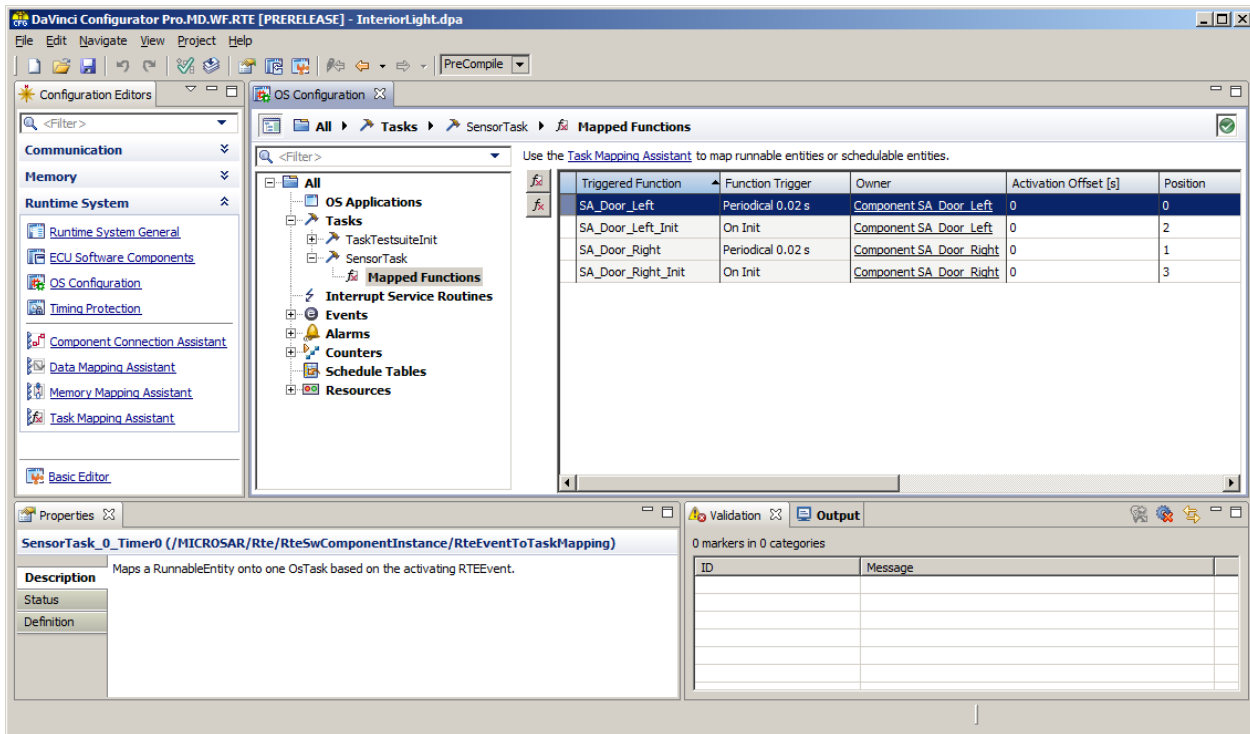 DaVinci Configurator Pro.MD.WF.RTE [PRERELEASE] - InteriorLight.dpa
File Edit Navigate View Project Help
PreCompile
Configuration Editors
<Filter>
Communication
Memory
Runtime System
Runtime System General
ECU Software Components
OS Configuration
Timing Protection
Component Connection Assistant
Data Mapping Assistant
Memory Mapping Assistant
Task Mapping Assistant
Basic Editor
OS Configuration
All Tasks SensorTask Mapped Functions
<Filter>
All
OS Applications
Tasks
TaskTestsuiteInit
SensorTask
Mapped Functions
Interrupt Service Routines
Events
Alarms
Counters
Schedule Tables
Resources
Use the Task Mapping Assistant to map runnable entities or schedulable entities.
Triggered Function Function Trigger Owner Activation Offset [s] Position
SA_Door_Left Periodical 0.02 s Component SA_Door_Left 0 0
SA_Door_Left_Init On Init Component SA_Door_Left 0 2
SA_Door_Right Periodical 0.02 s Component SA_Door_Right 0 1
SA_Door_Right_Init On Init Component SA_Door_Right 0 3
Properties
SensorTask_0_Timer0 (/MICROSAR/Rte/RteSwComponentInstance/RteEventToTaskMapping)
Description
Status
Definition
Maps a RunnableEntity onto one OsTask based on the activating RTEEvent.
Validation Output
0 markers in 0 categories
ID Message